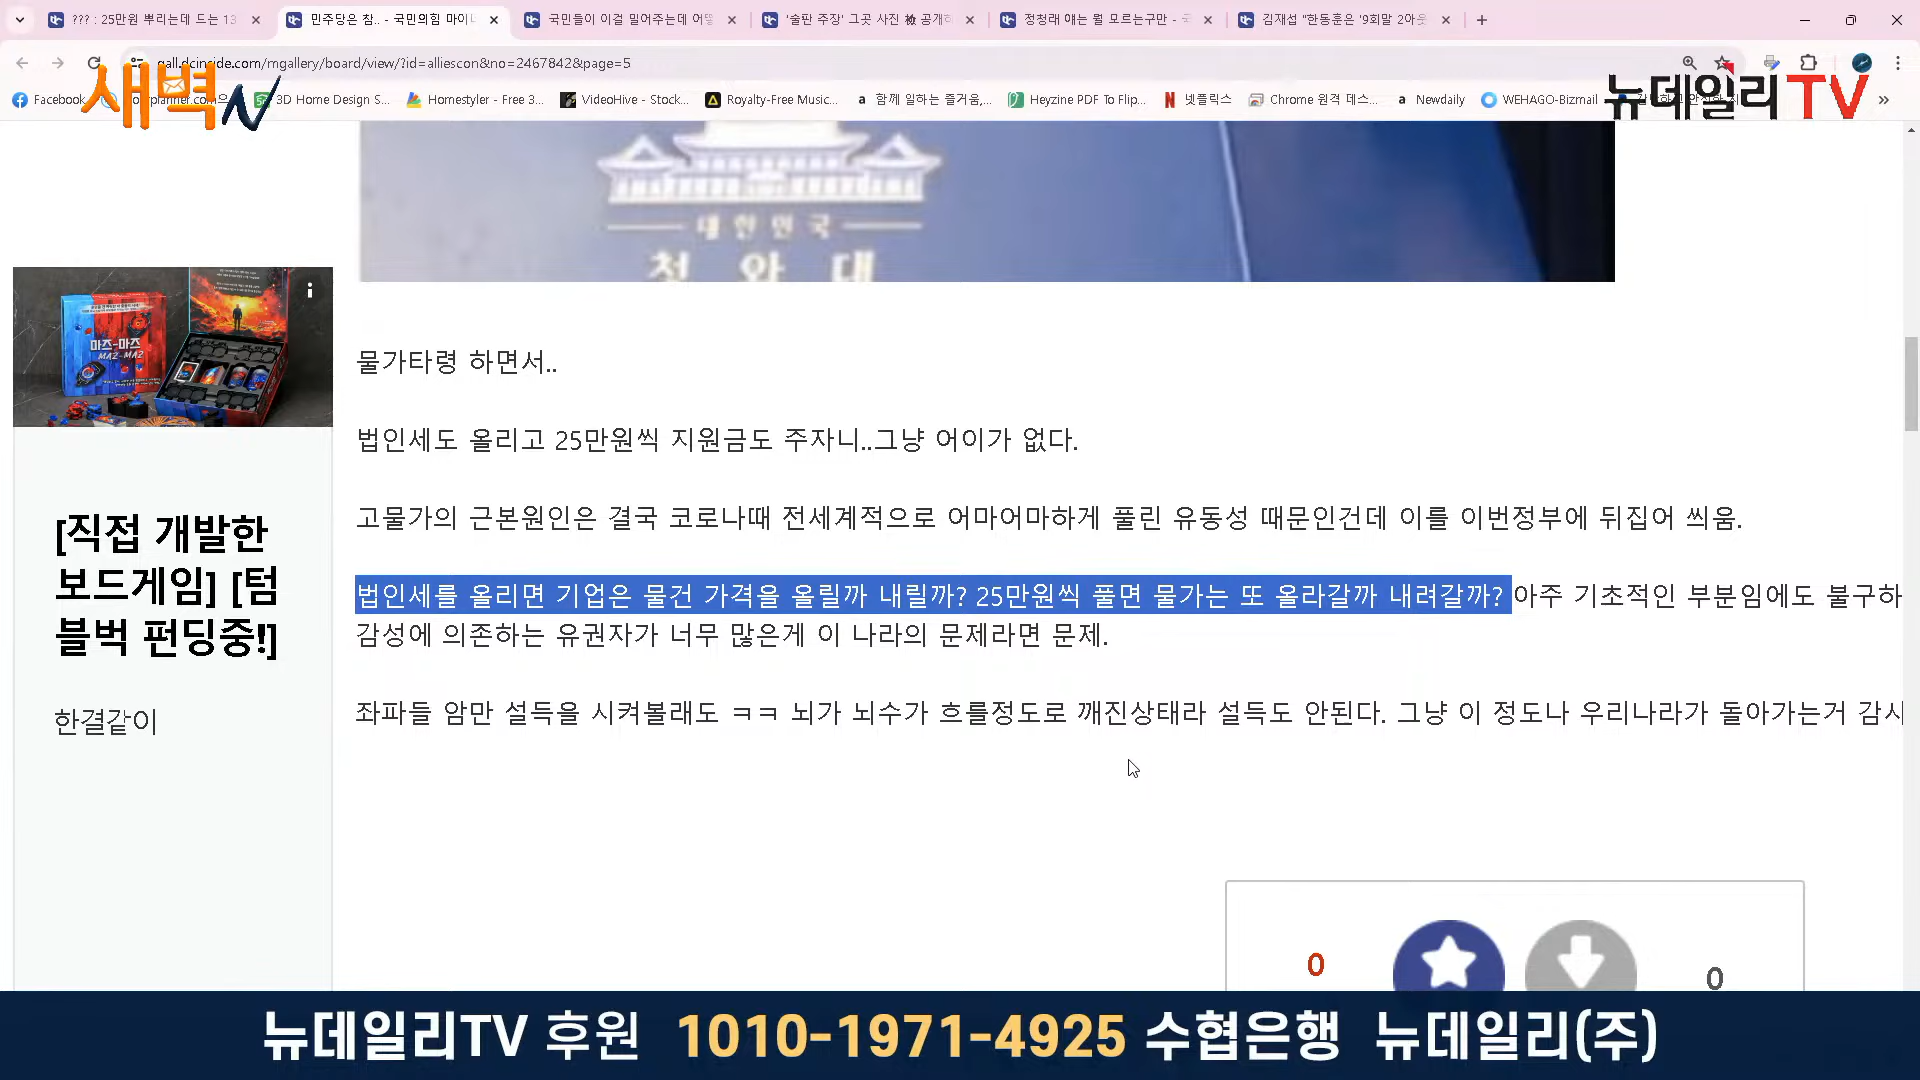 ??? : 25만원 뿌리는데 드는 13
민주당은 참.. - 국민의힘 마이너
국민들이 이걸 밀어주는데 어떻
'술판 주장' 그곳 사진 檢 공개하
정청래 얘는 뭘 모르는구만 - 국
김재섭 "한동훈은 '9회말 2아웃
gall.dcinside.com/mgallery/board/view/?id=alliescon&no=2467842&page=5
Facebook
3D Home Design S...
Homestyler - Free 3...
VideoHive - Stock...
Royalty-Free Music...
함께 일하는 즐거움,...
Heyzine PDF To Flip...
넷플릭스
Chrome 원격 데스...
Newdaily
WEHAGO-Bizmail
새벽N
뉴데일리TV
대한민국
청와대
마즈-마즈
MAZ-MAZ
[직접 개발한
보드게임] [텀
블벅 펀딩중!]
한결같이
물가타령 하면서..
법인세도 올리고 25만원씩 지원금도 주자니..그냥 어이가 없다.
고물가의 근본원인은 결국 코로나때 전세계적으로 어마어마하게 풀린 유동성 때문인건데 이를 이번정부에 뒤집어 씌움.
법인세를 올리면 기업은 물건 가격을 올릴까 내릴까? 25만원씩 풀면 물가는 또 올라갈까 내려갈까? 아주 기초적인 부분임에도 불구하
감성에 의존하는 유권자가 너무 많은게 이 나라의 문제라면 문제.
좌파들 암만 설득을 시켜볼래도 ㅋㅋ 뇌가 뇌수가 흐를정도로 깨진상태라 설득도 안된다. 그냥 이 정도나 우리나라가 돌아가는거 감사
0
0
뉴데일리TV 후원 1010-1971-4925 수협은행 뉴데일리(주)